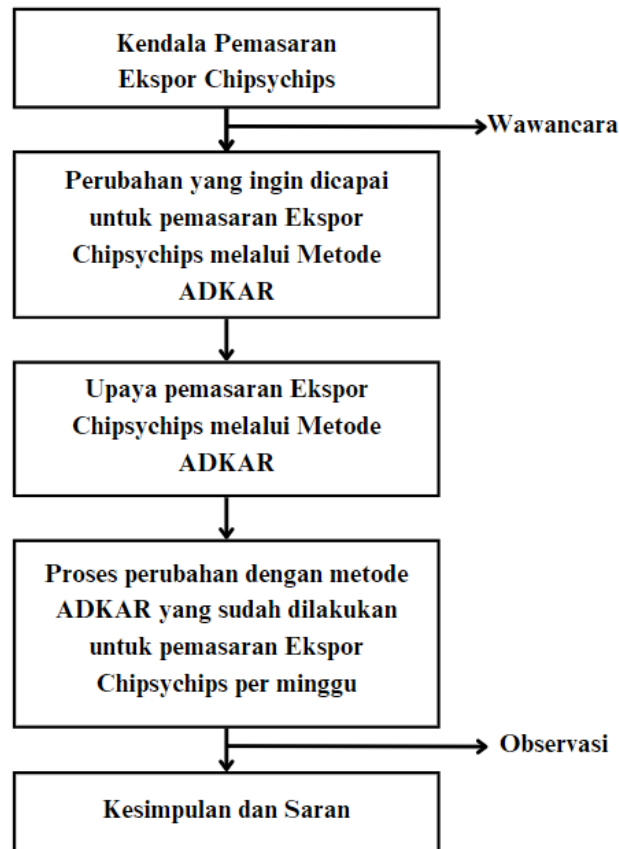 Kendala Pemasaran
Ekspor Chipsychips
Wawancara
Perubahan yang ingin dicapai
untuk pemasaran Ekspor
Chipsychips melalui Metode
ADKAR
Upaya pemasaran Ekspor
Chipsychips melalui Metode
ADKAR
Proses perubahan dengan metode
ADKAR yang sudah dilakukan
untuk pemasaran Ekspor
Chipsychips per minggu
Observasi
Kesimpulan dan Saran